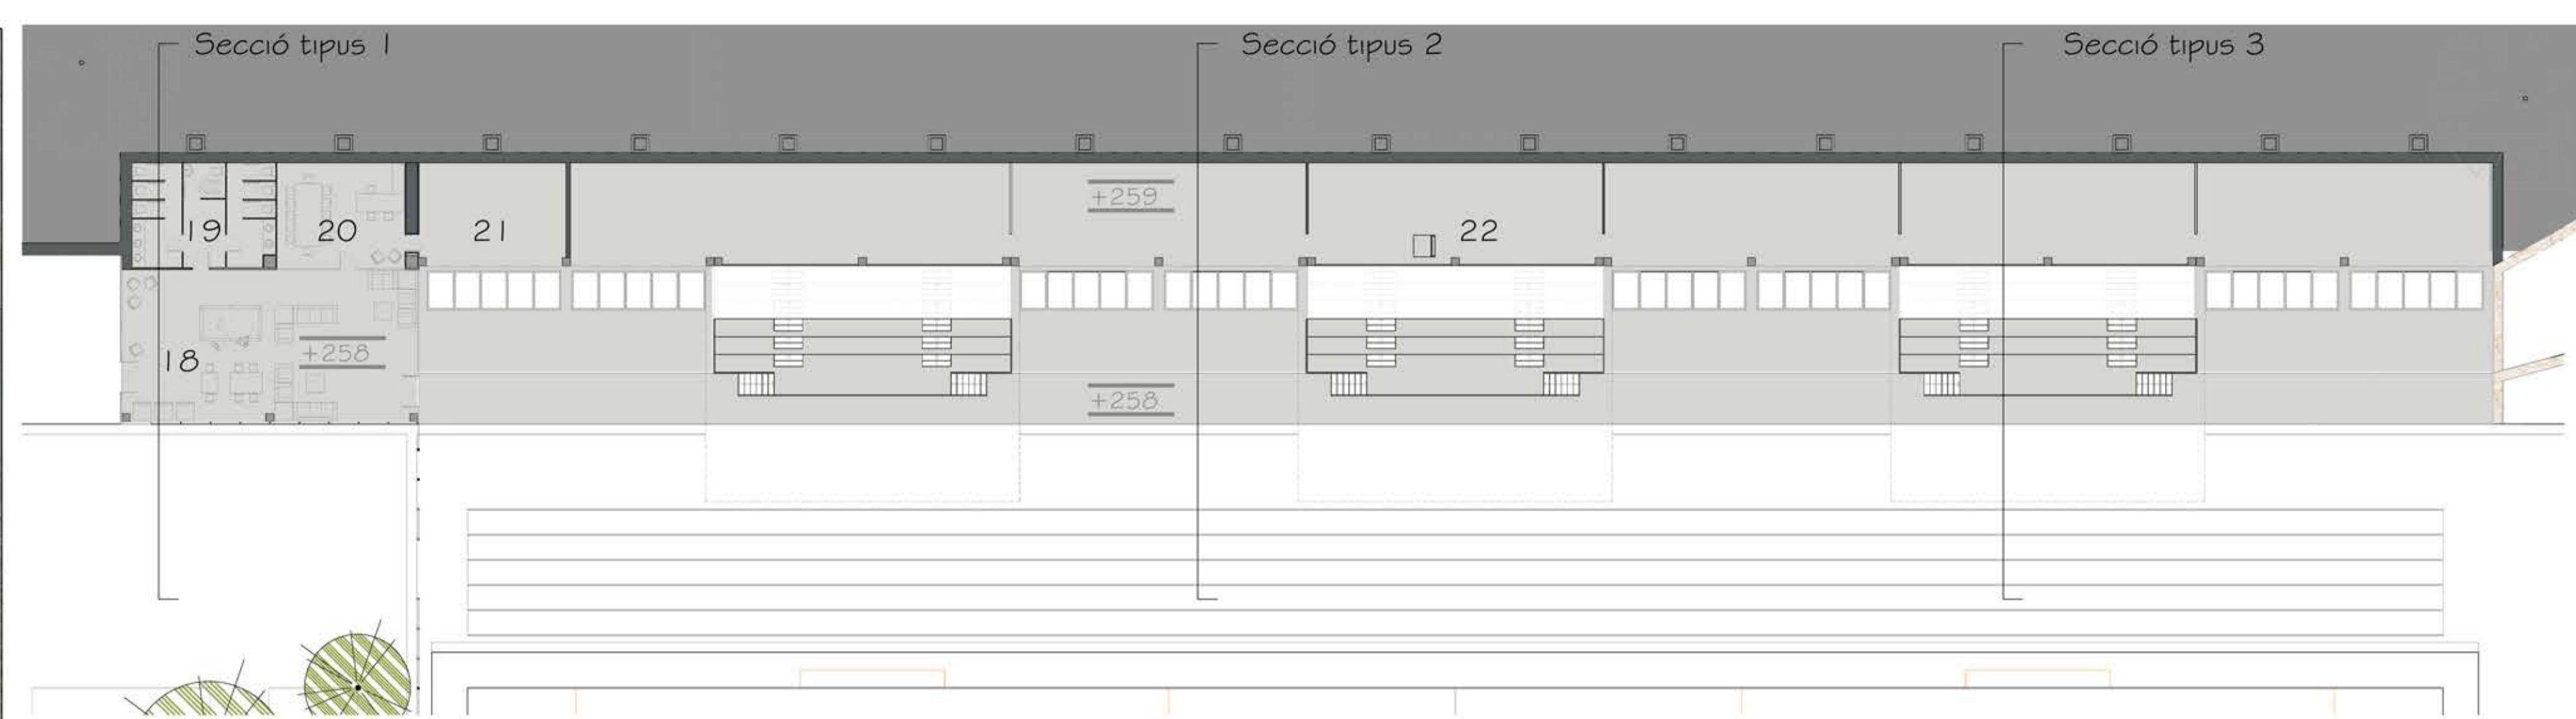 Secció tipus 1
Secció tipus 2
Secció tipus 3
+259
19
20
21
22
+258
18
+258